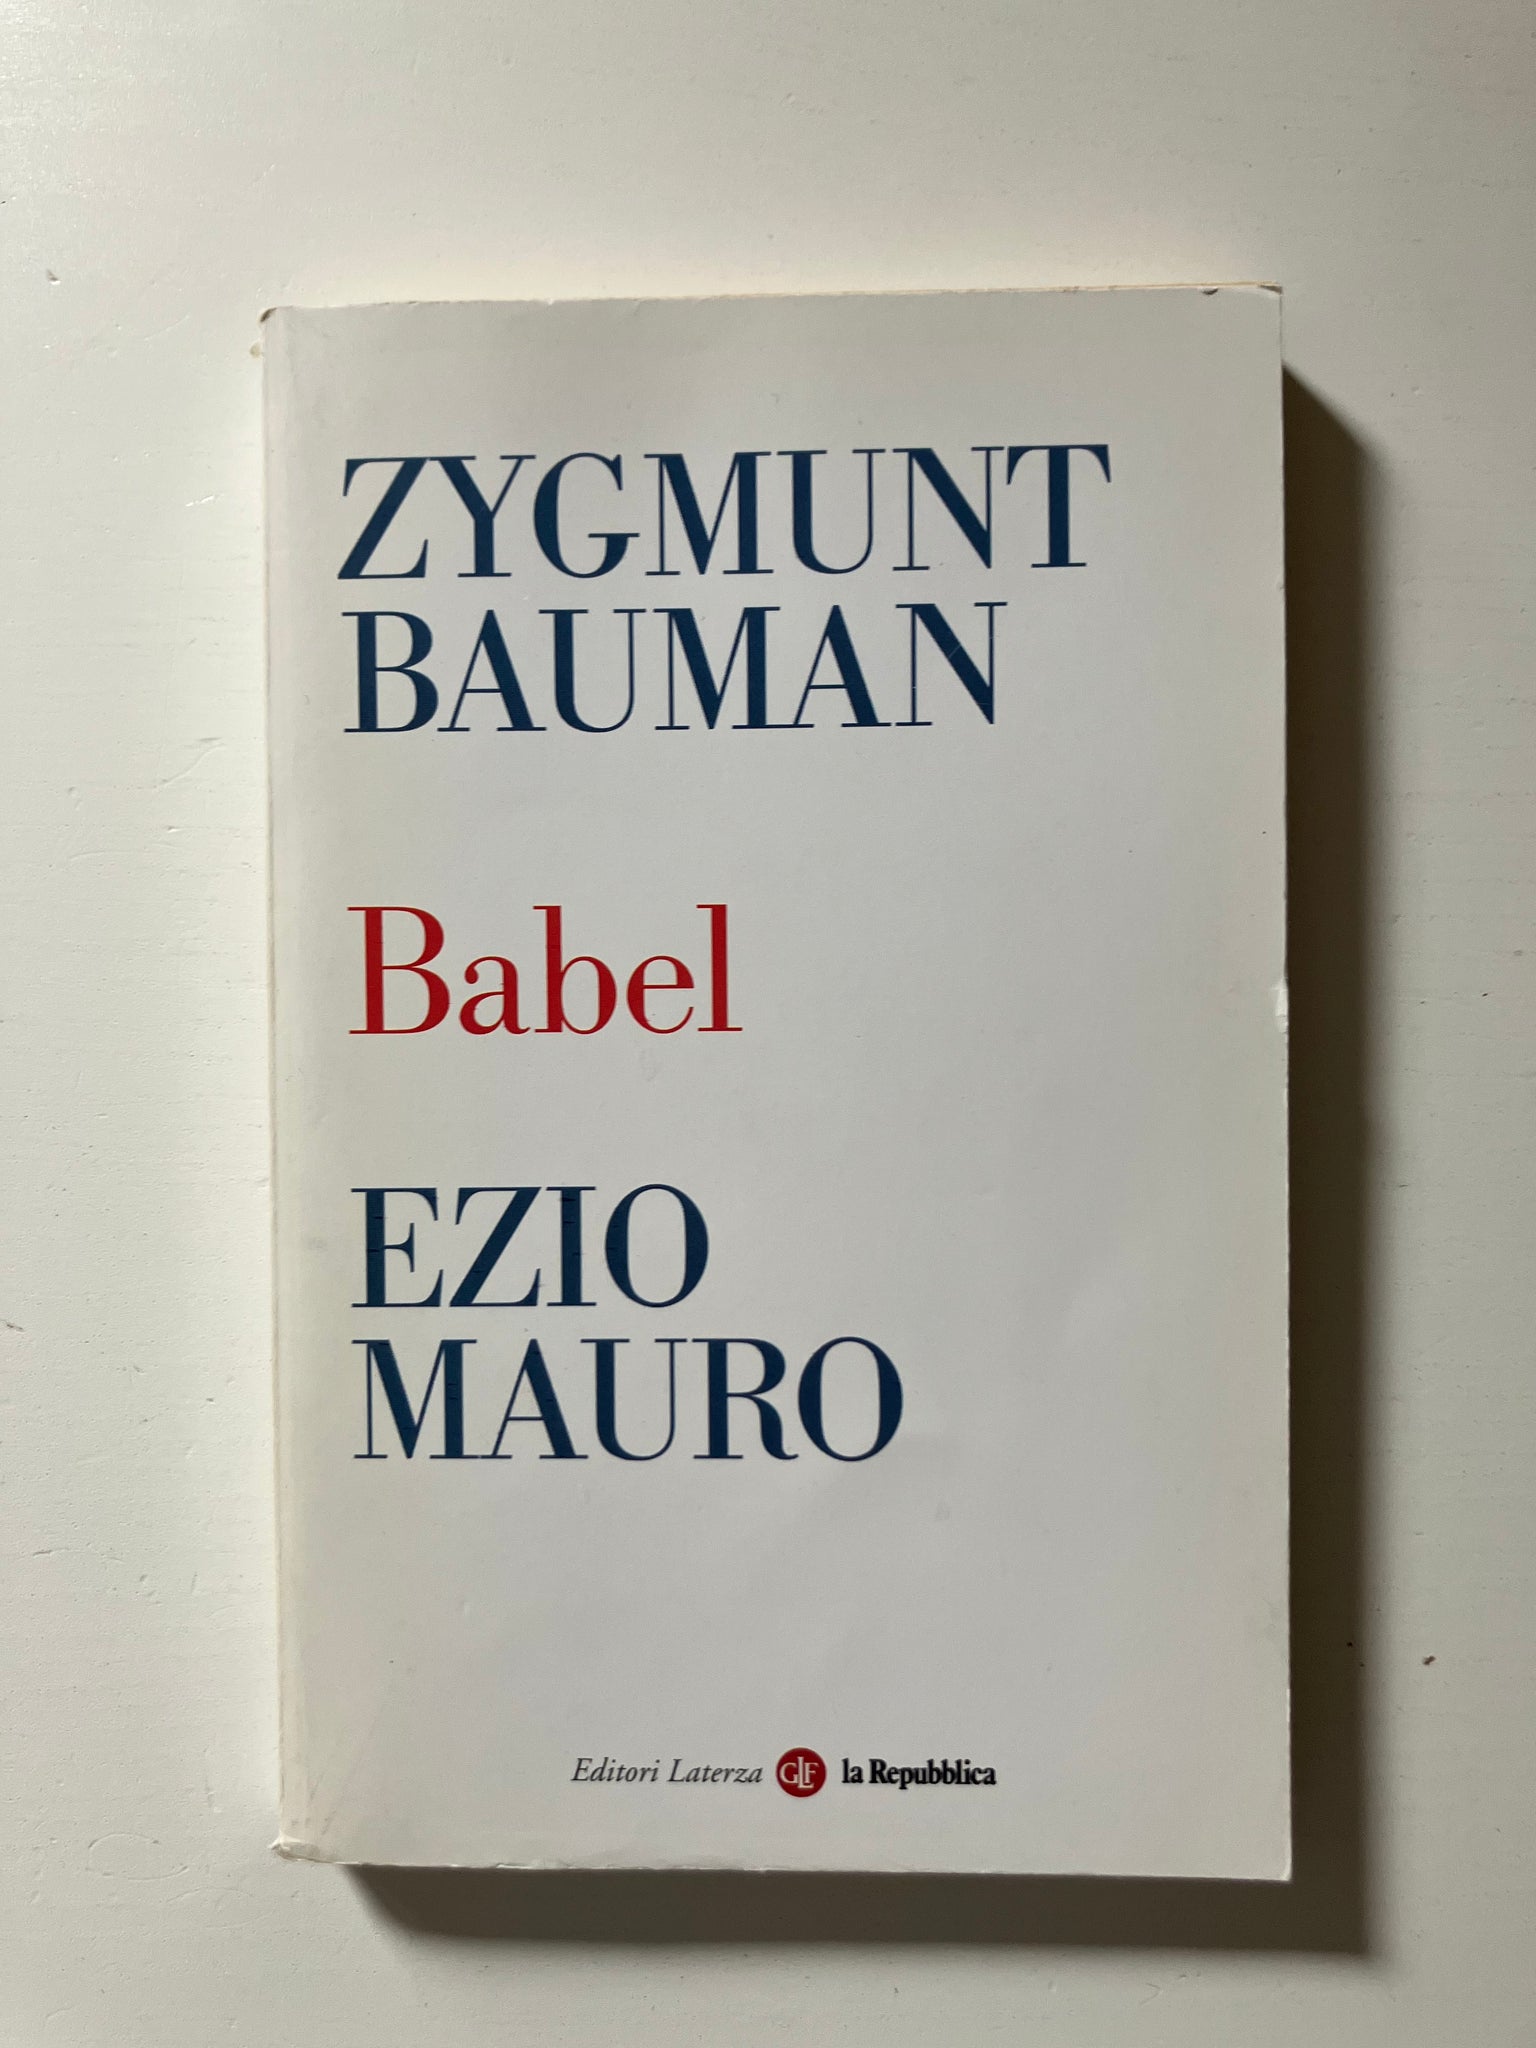 ZYGMUNT
BAUMAN
Babel
EZIO
MAURO
Editori Laterza GLF la Repubblica